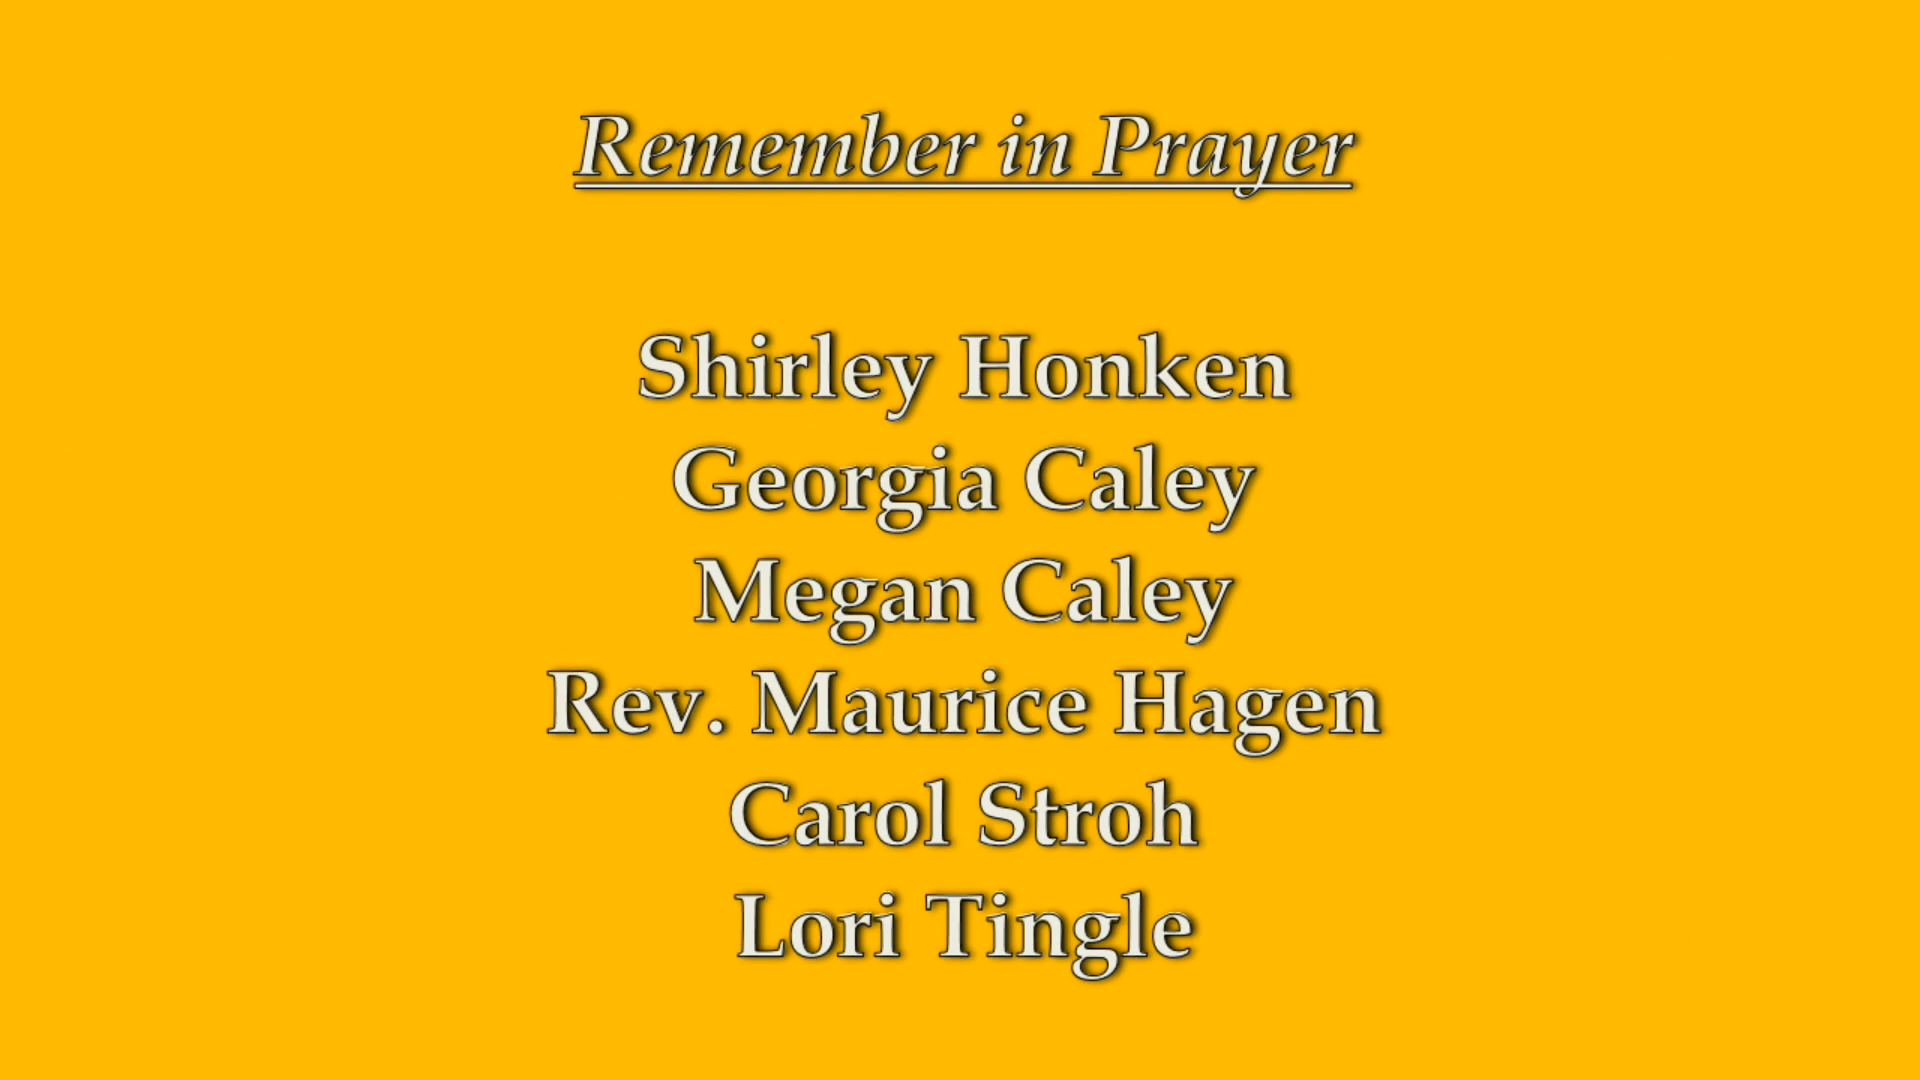 Remember in Prayer
Shirley Honken
Georgia Caley
Megan Caley
Rev. Maurice Hagen
Carol Stroh
Lori Tingle